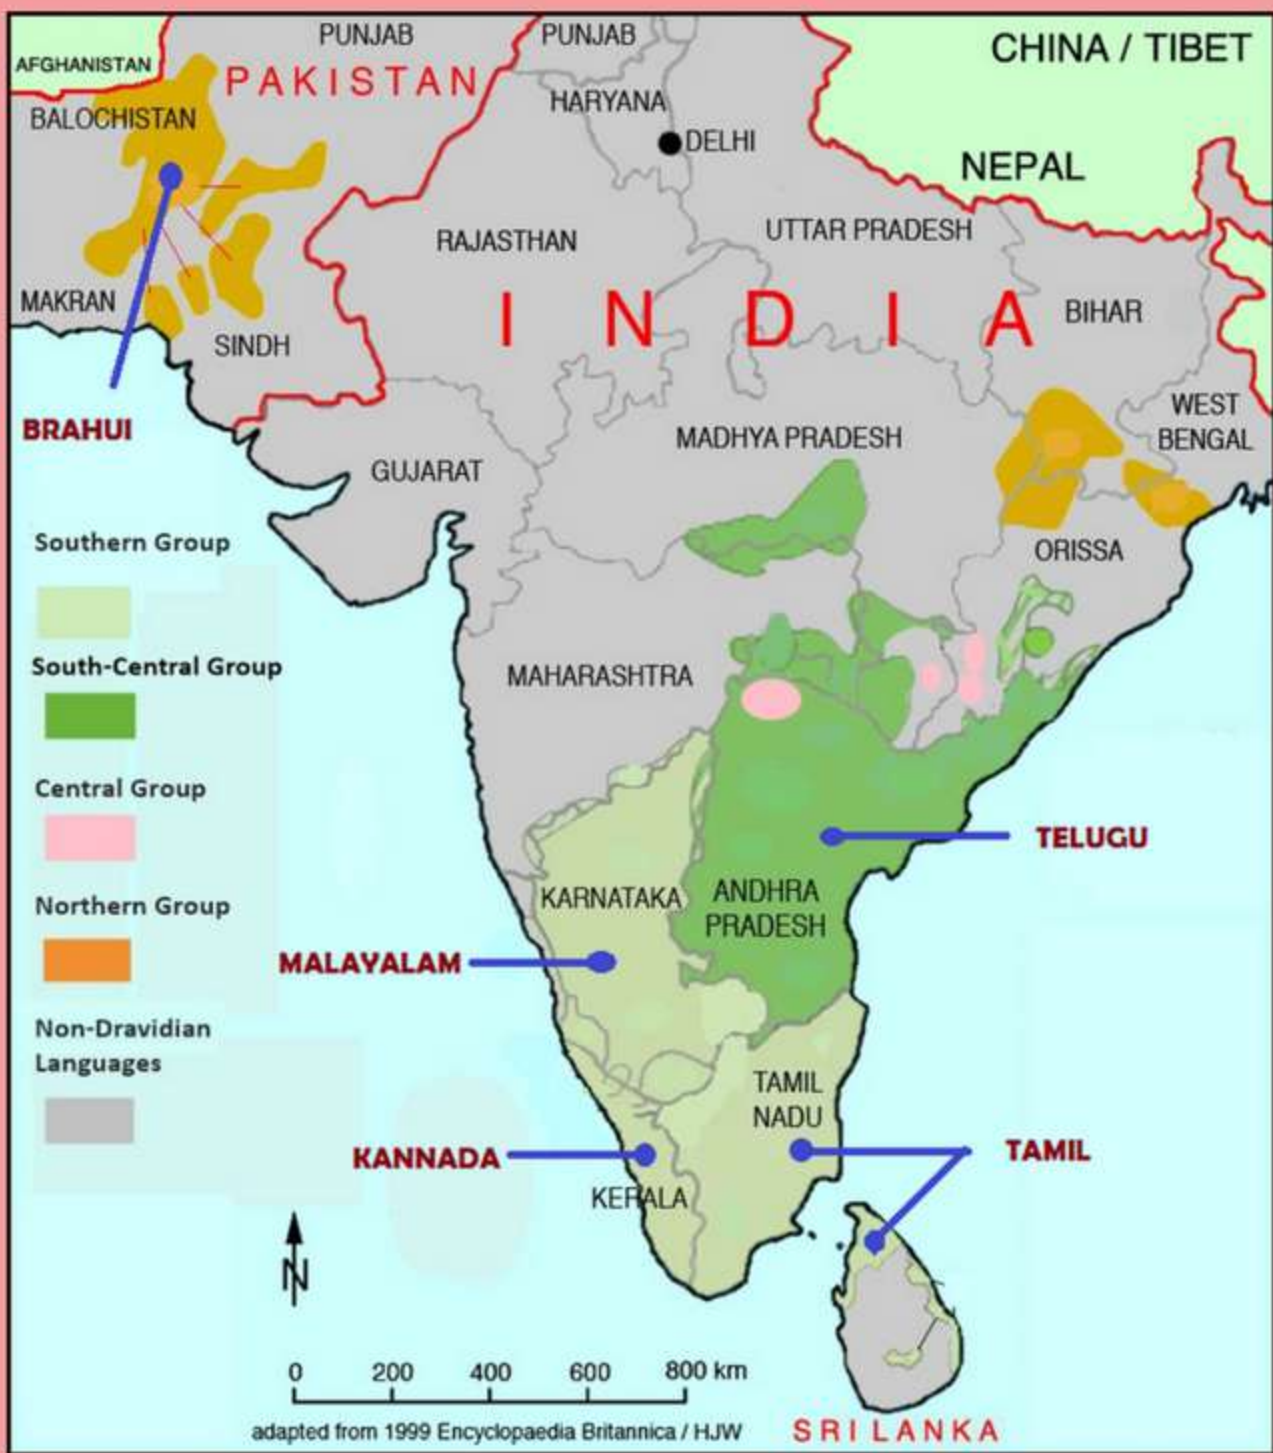 PUNJAB
PUNJAB
CHINA / TIBET
AFGHANISTAN
PAKISTAN
HARYANA
BALOCHISTAN
DELHI
NEPAL
RAJASTHAN
UTTAR PRADESH
MAKRAN
INDIA
BIHAR
SINDH
WEST
BENGAL
BRAHUI
MADHYA PRADESH
GUJARAT
Southern Group
ORISSA
South-Central Group
MAHARASHTRA
Central Group
TELUGU
KARNATAKA
ANDHRA
PRADESH
Northern Group
MALAYALAM
Non-Dravidian
Languages
TAMIL
NADU
KANNADA
TAMIL
KERALA
N
0 200 400 600 800 km
adapted from 1999 Encyclopaedia Britannica / HJW
SRI LANKA